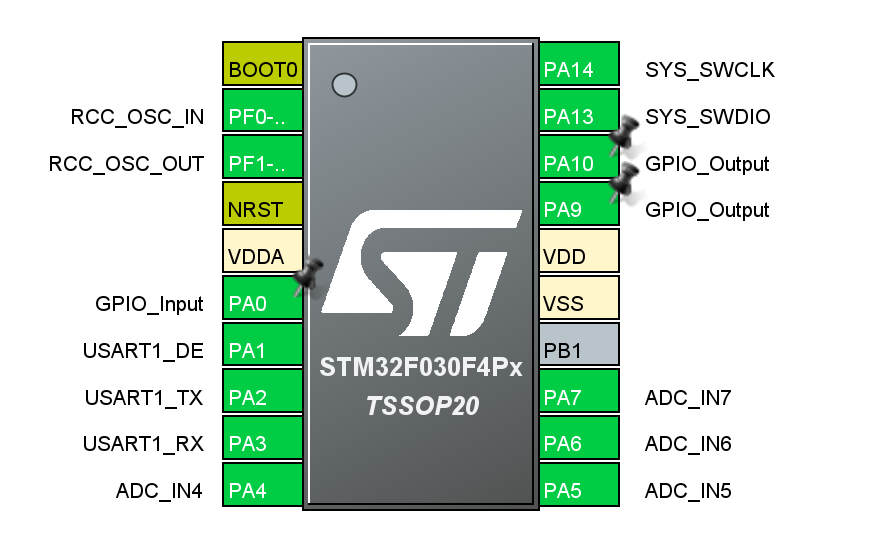 BOOT0
RCC_OSC_IN PF0-..
RCC_OSC_OUT PF1-..
NRST
VDDA
GPIO_Input PA0
USART1_DE PA1
USART1_TX PA2
USART1_RX PA3
ADC_IN4 PA4
ST
STM32F030F4Px
TSSOP20
PA14 SYS_SWCLK
PA13 SYS_SWDIO
PA10 GPIO_Output
PA9 GPIO_Output
VDD
VSS
PB1
PA7 ADC_IN7
PA6 ADC_IN6
PA5 ADC_IN5